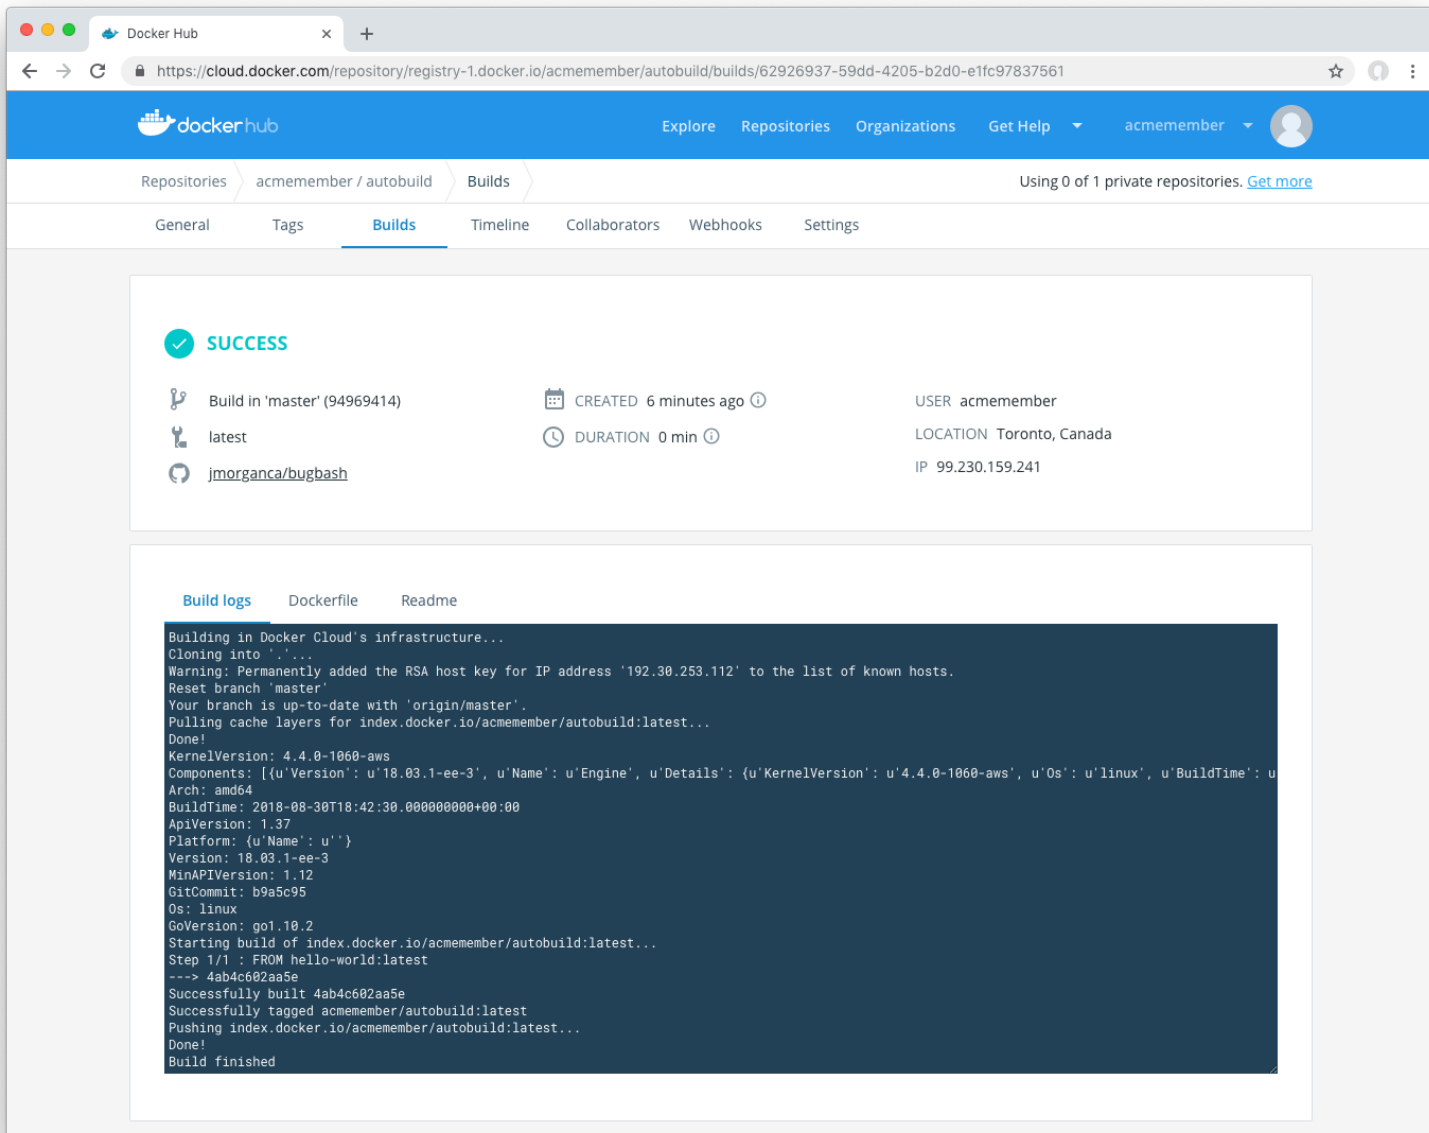 Docker Hub
https://cloud.docker.com/repository/registry-1.docker.io/acmemember/autobuild/builds/62926937-59dd-4205-b2d0-e1fc97837561
dockerhub Explore Repositories Organizations Get Help acmemember
Repositories acmemember / autobuild Builds Using 0 of 1 private repositories. Get more
General Tags Builds Timeline Collaborators Webhooks Settings
SUCCESS
Build in 'master' (94969414) CREATED 6 minutes ago USER acmemember
latest DURATION 0 min LOCATION Toronto, Canada
jmorganca/bugbash IP 99.230.159.241
Build logs Dockerfile Readme
Building in Docker Cloud's infrastructure...
Cloning into '.'...
Warning: Permanently added the RSA host key for IP address '192.30.253.112' to the list of known hosts.
Reset branch 'master'
Your branch is up-to-date with 'origin/master'.
Pulling cache layers for index.docker.io/acmemember/autobuild:latest...
Done!
KernelVersion: 4.4.0-1060-aws
Components: [{u'Version': u'18.03.1-ee-3', u'Name': u'Engine', u'Details': {u'KernelVersion': u'4.4.0-1060-aws', u'Os': u'linux', u'BuildTime': u
Arch: amd64
BuildTime: 2018-08-30T18:42:30.000000000+00:00
ApiVersion: 1.37
Platform: {u'Name': u''}
Version: 18.03.1-ee-3
MinAPIVersion: 1.12
GitCommit: b9a5c95
Os: linux
GoVersion: go1.10.2
Starting build of index.docker.io/acmemember/autobuild:latest...
Step 1/1 : FROM hello-world:latest
---> 4ab4c602aa5e
Successfully built 4ab4c602aa5e
Successfully tagged acmemember/autobuild:latest
Pushing index.docker.io/acmemember/autobuild:latest...
Done!
Build finished